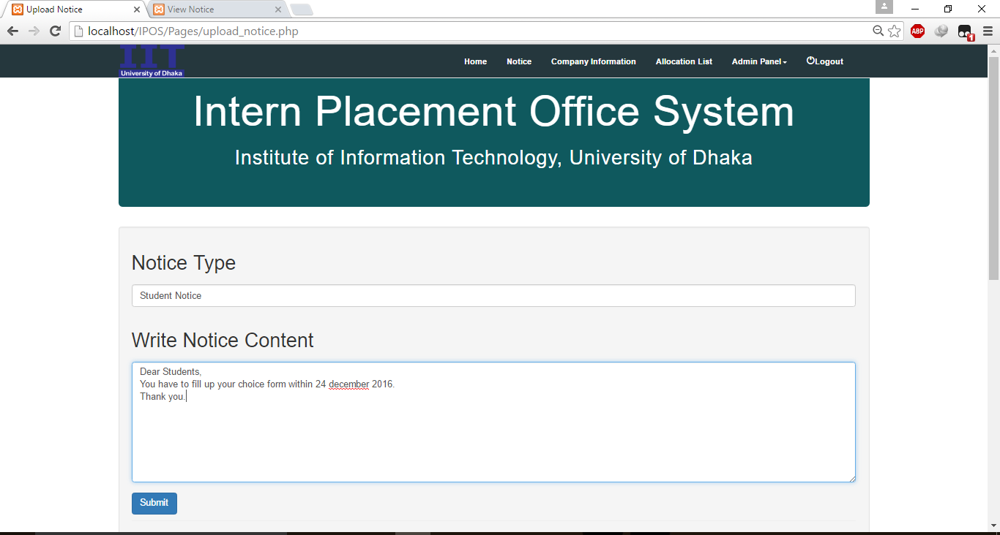 Upload Notice
View Notice
localhost/IPOS/Pages/upload_notice.php
ABP
1
IIT
University of Dhaka
Home
Notice
Company Information
Allocation List
Admin Panel
Logout
Intern Placement Office System
Institute of Information Technology, University of Dhaka
Notice Type
Student Notice
Write Notice Content
Dear Students,
You have to fill up your choice form within 24 december 2016.
Thank you.
Submit